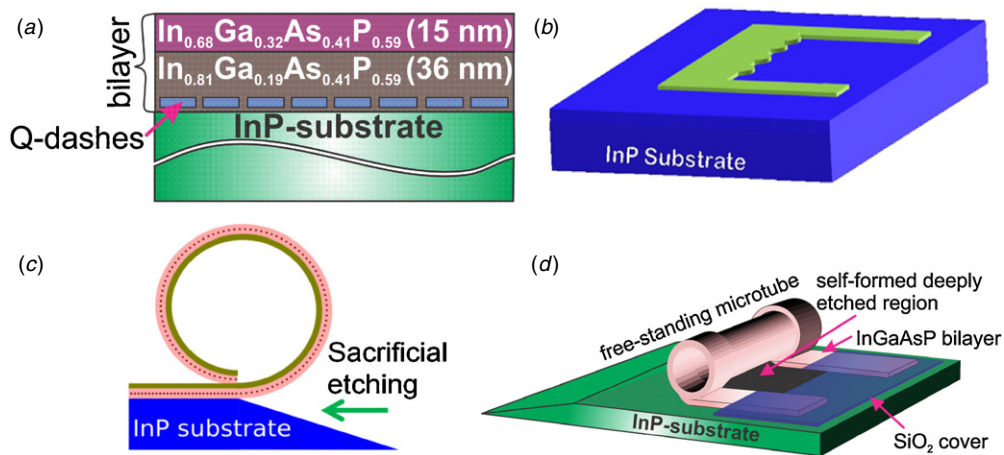 (a)
In0.68Ga0.32As0.41P0.59 (15 nm)
In0.81Ga0.19As0.41P0.59 (36 nm)
bilayer
Q-dashes
InP-substrate
(b)
InP Substrate
(c)
Sacrificial
etching
InP substrate
(d)
self-formed deeply
etched region
free-standing microtube
InGaAsP bilayer
InP-substrate
SiO2 cover